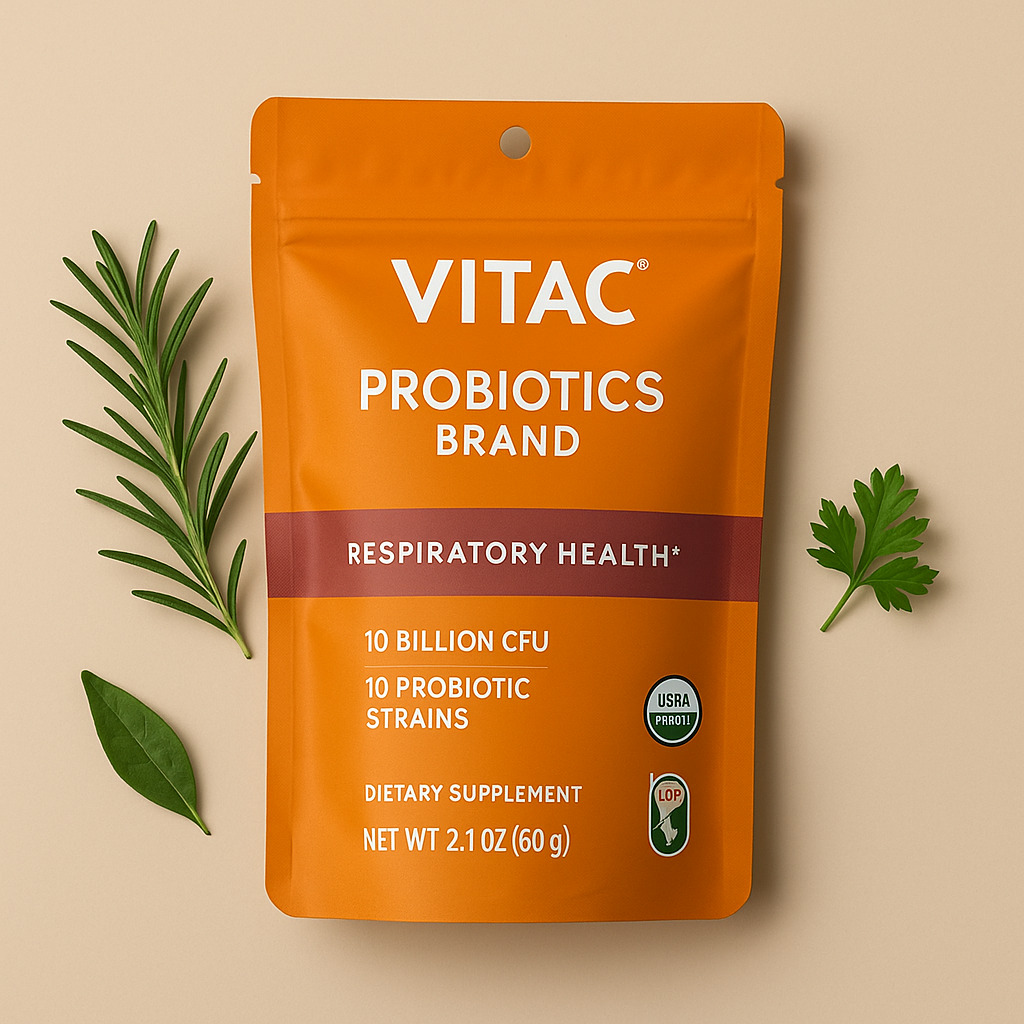 VITAC®
PROBIOTICS
BRAND
RESPIRATORY HEALTH*
10 BILLION CFU
10 PROBIOTIC
STRAINS
USRA
PRR01!
DIETARY SUPPLEMENT
LOP
NET WT 2.1 OZ (60 g)